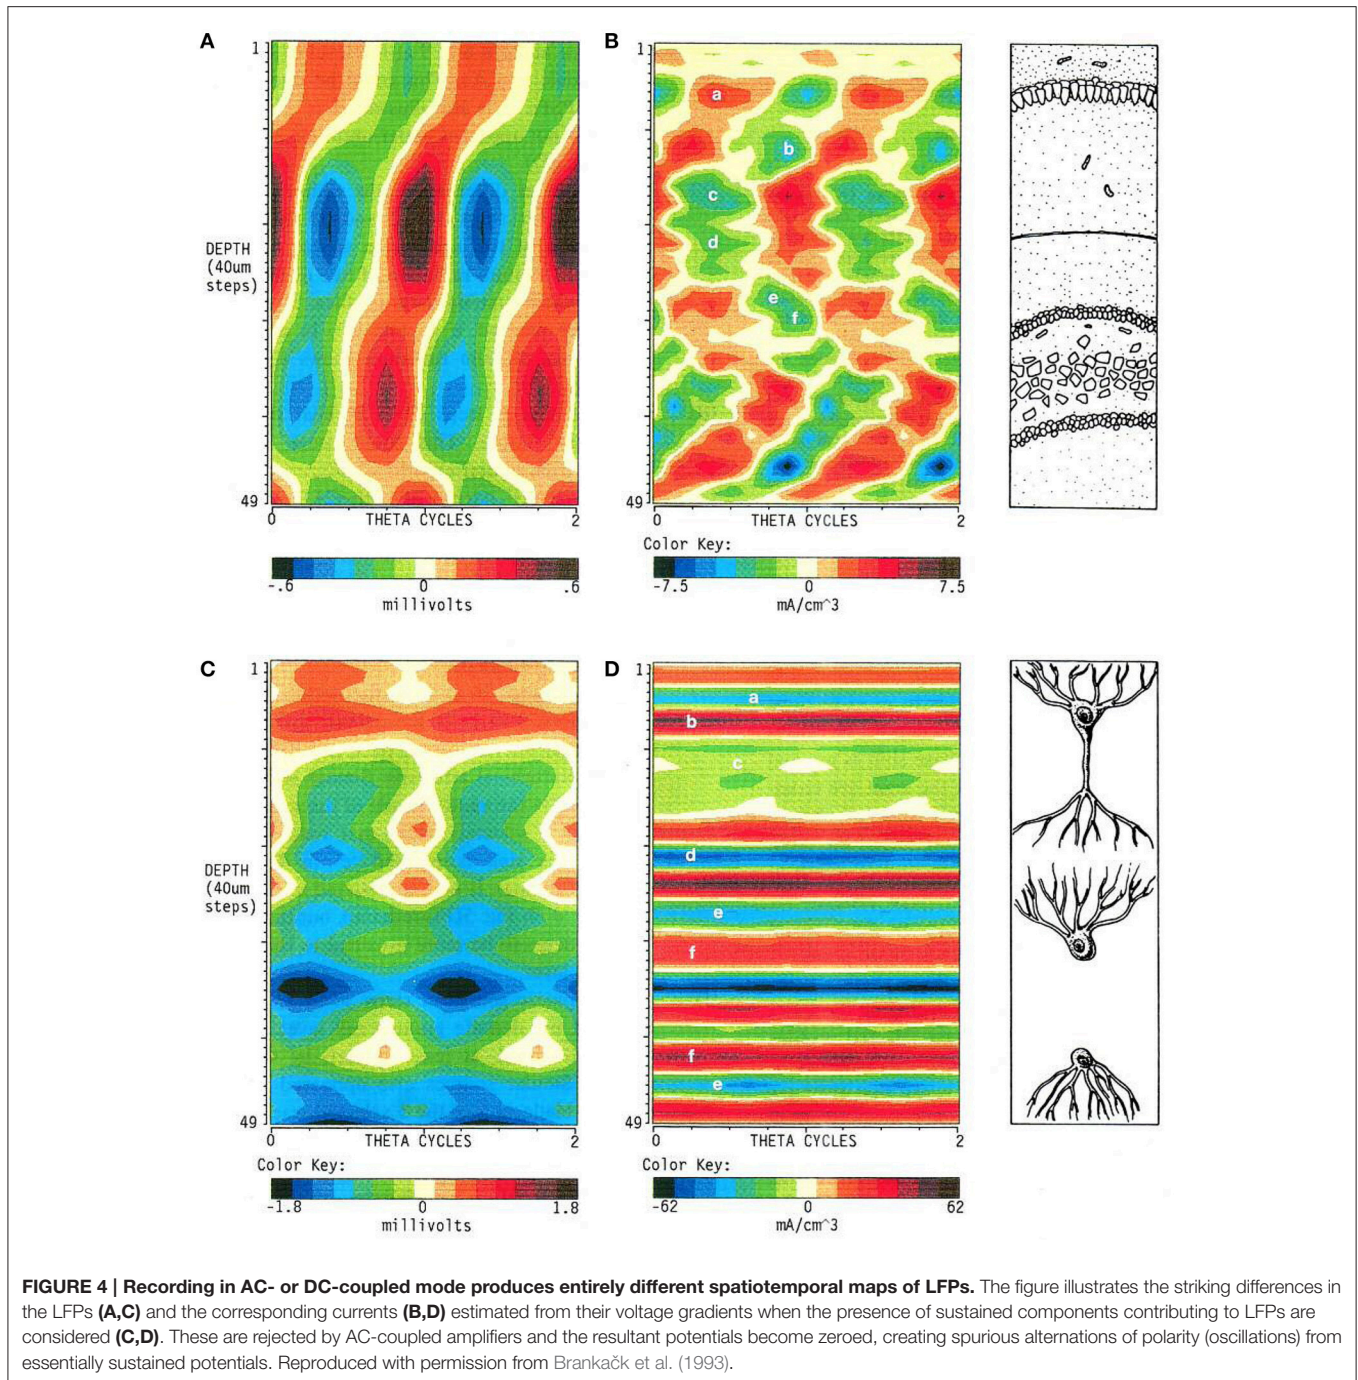 A
1
DEPTH
(40um
steps)
49
0
THETA CYCLES
2
-.6
0
.6
millivolts
B
1
a
b
c
d
e
f
0
THETA CYCLES
2
Color Key:
-7.5
0
7.5
mA/cm^3
C
1
DEPTH
(40um
steps)
49
0
THETA CYCLES
2
Color Key:
-1.8
0
1.8
millivolts
D
1
a
b
c
d
e
f
f
e
49
0
THETA CYCLES
2
Color Key:
-62
0
62
mA/cm^3
FIGURE 4 | Recording in AC- or DC-coupled mode produces entirely different spatiotemporal maps of LFPs. The figure illustrates the striking differences in
the LFPs (A,C) and the corresponding currents (B,D) estimated from their voltage gradients when the presence of sustained components contributing to LFPs are
considered (C,D). These are rejected by AC-coupled amplifiers and the resultant potentials become zeroed, creating spurious alternations of polarity (oscillations) from
essentially sustained potentials. Reproduced with permission from Brankačk et al. (1993).